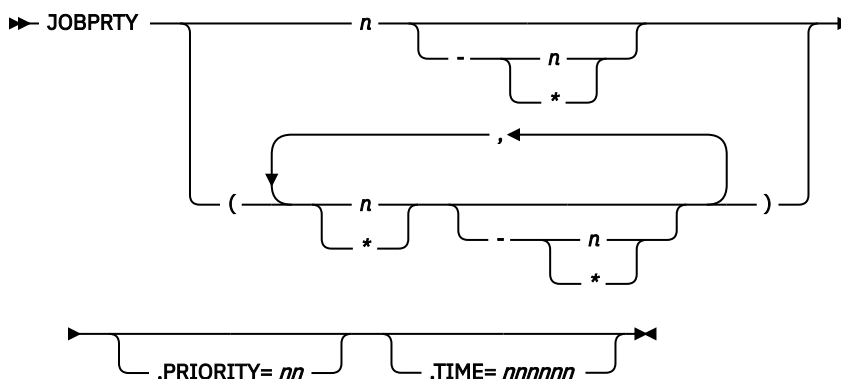 JOBPRTY n
- n
*
,
( n )
*
- n
*
,PRIORITY= nn ,TIME= nnnnnn